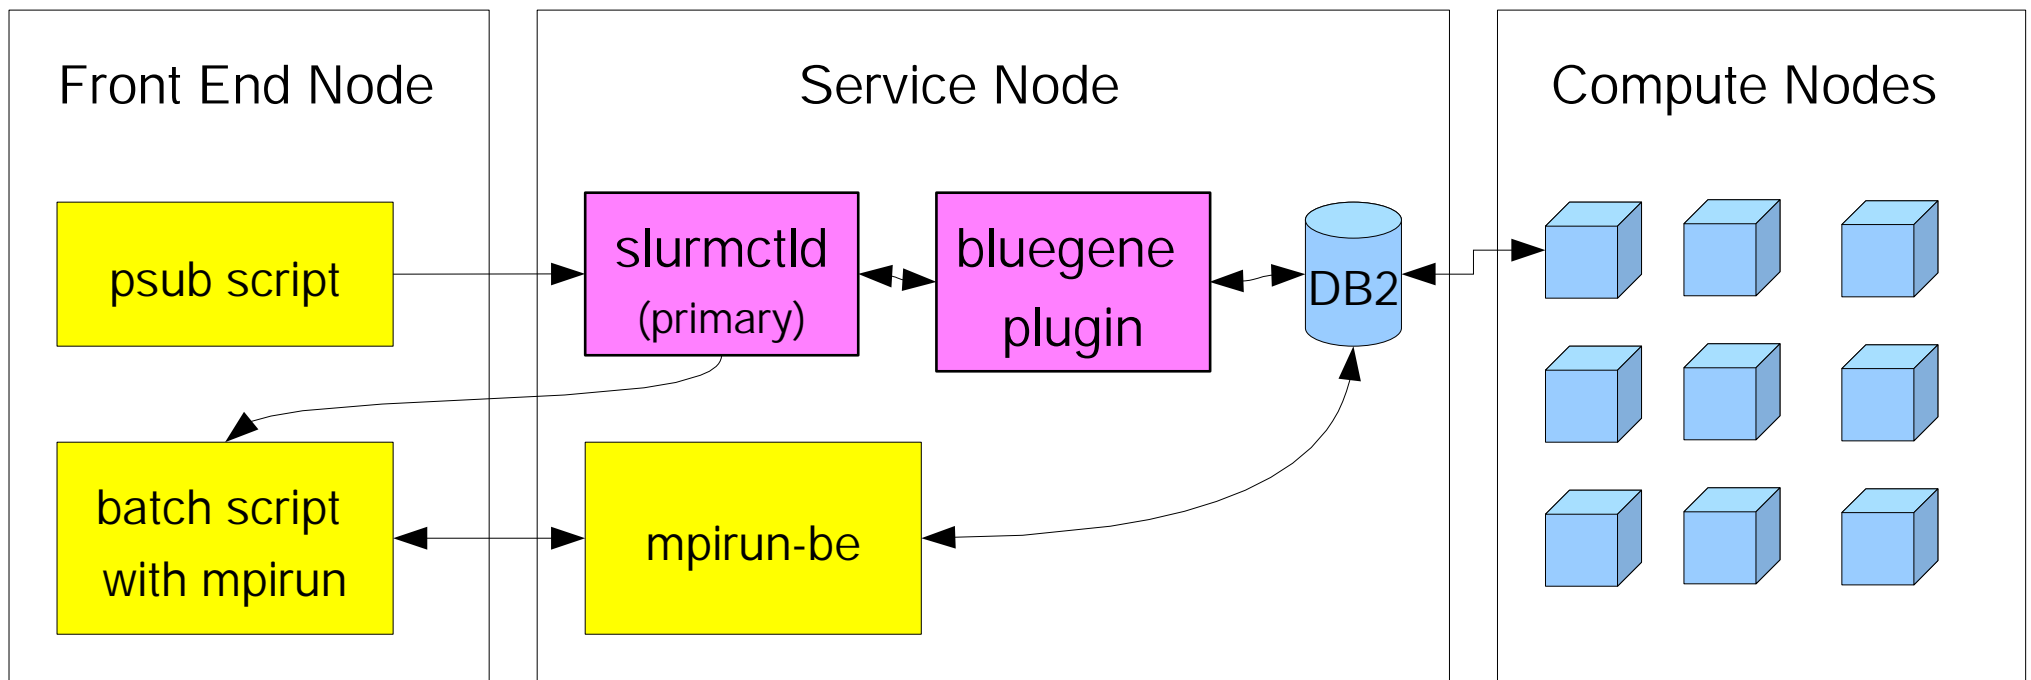 Front End Node
Service Node
Compute Nodes
psub script
slurmctld
(primary)
bluegene
plugin
DB2
batch script
with mpirun
mpirun-be